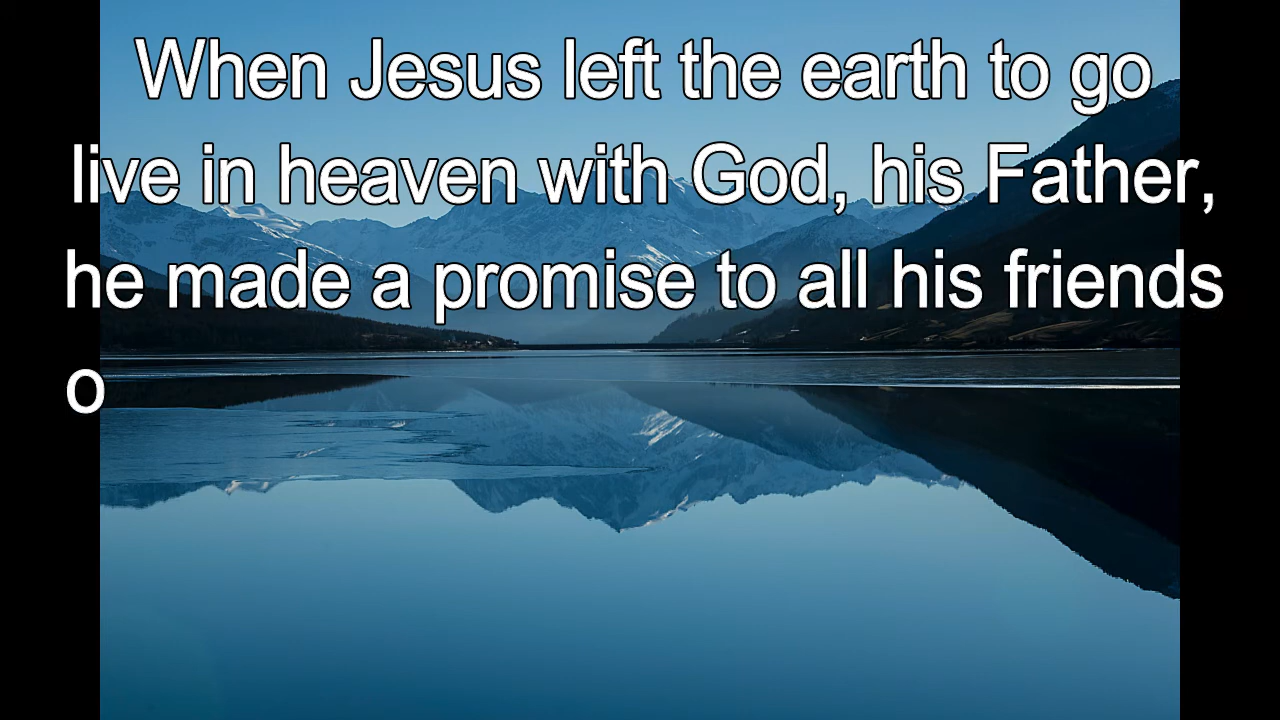 When Jesus left the earth to go
live in heaven with God, his Father,
he made a promise to all his friends
o